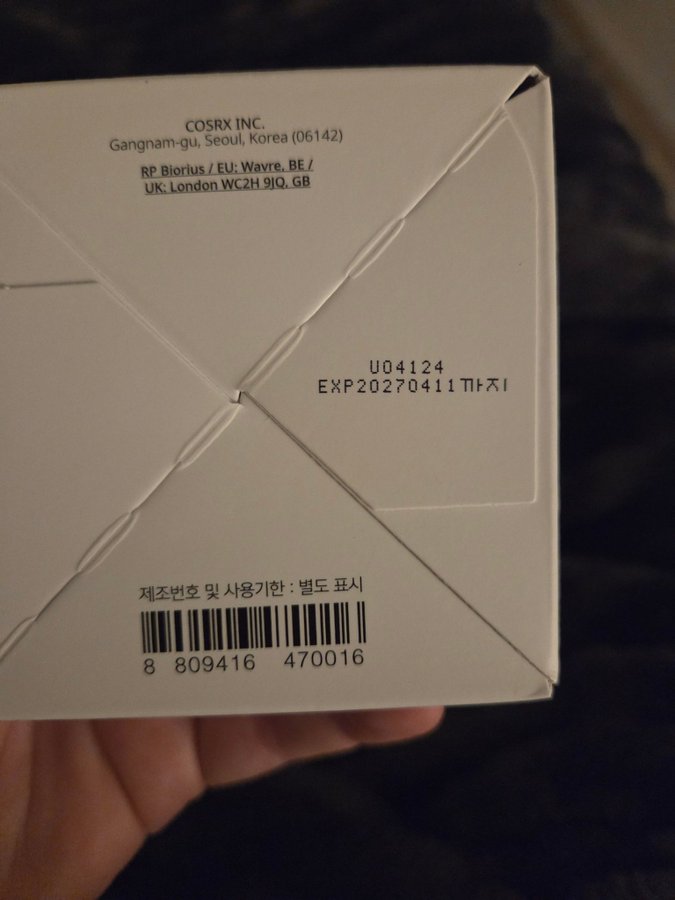 COSRX INC.
Gangnam-gu, Seoul, Korea (06142)
RP Biorius / EU: Wavre, BE /
UK: London WC2H 9JQ, GB
U04124
EXP20270411까지
제조번호 및 사용기한 : 별도 표시
8 809416 470016